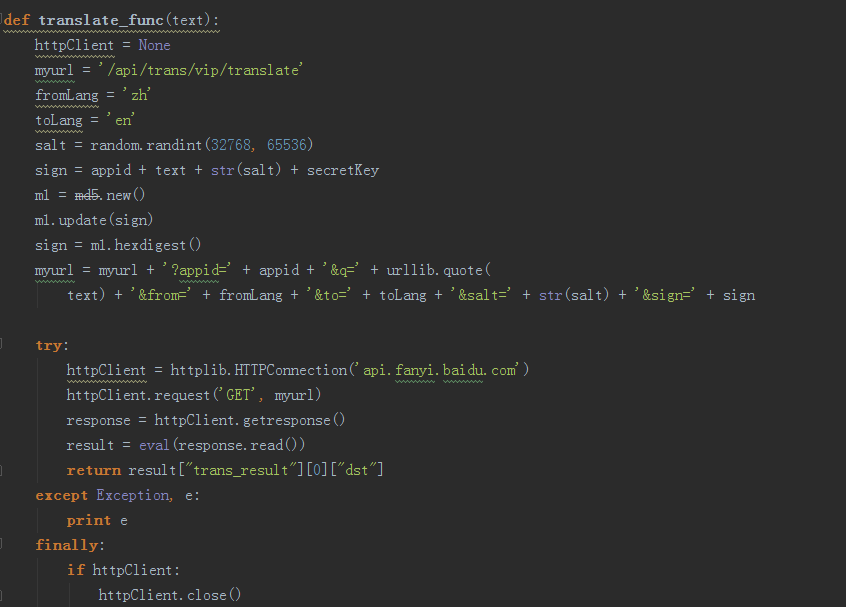 def translate_func(text):
    httpClient = None
    myurl = '/api/trans/vip/translate'
    fromLang = 'zh'
    toLang = 'en'
    salt = random.randint(32768, 65536)
    sign = appid + text + str(salt) + secretKey
    m1 = md5.new()
    m1.update(sign)
    sign = m1.hexdigest()
    myurl = myurl + '?appid=' + appid + '&q=' + urllib.quote(
        text) + '&from=' + fromLang + '&to=' + toLang + '&salt=' + str(salt) + '&sign=' + sign
    try:
        httpClient = httplib.HTTPConnection('api.fanyi.baidu.com')
        httpClient.request('GET', myurl)
        response = httpClient.getresponse()
        result = eval(response.read())
        return result["trans_result"][0]["dst"]
    except Exception, e:
        print e
    finally:
        if httpClient:
            httpClient.close()